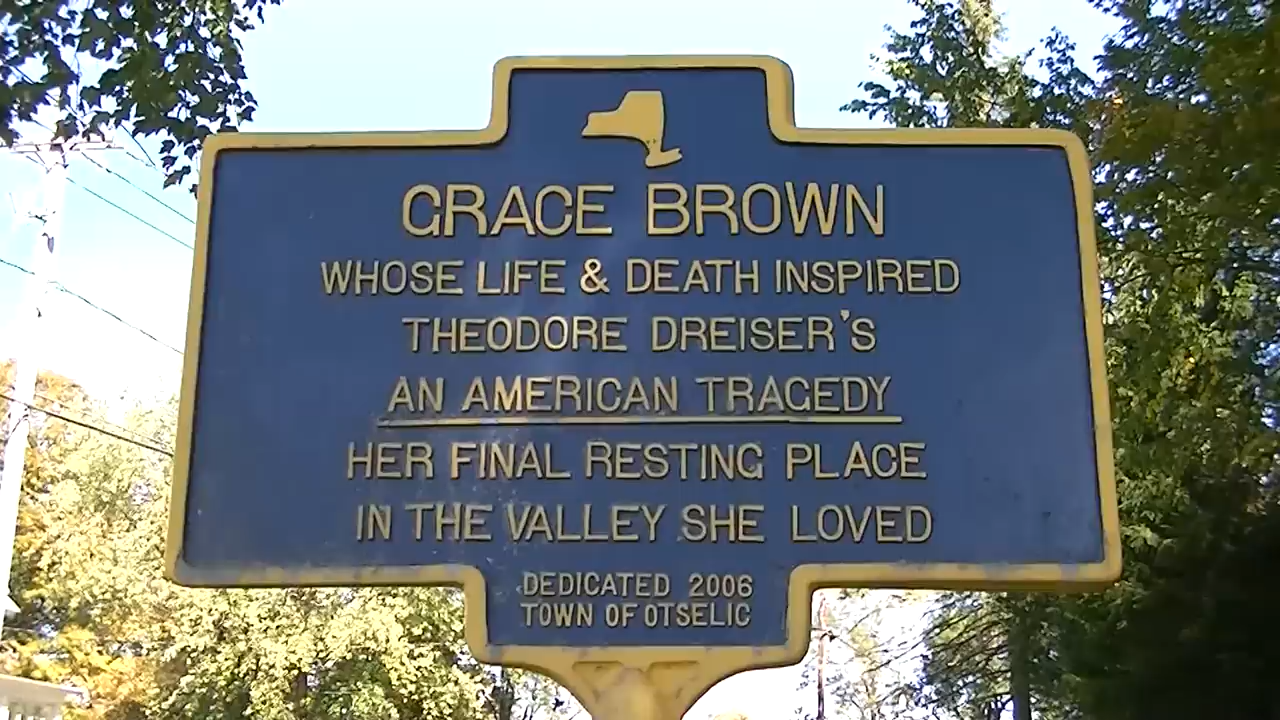 GRACE BROWN
WHOSE LIFE & DEATH INSPIRED
THEODORE DREISER'S
AN AMERICAN TRAGEDY
HER FINAL RESTING PLACE
IN THE VALLEY SHE LOVED
DEDICATED 2006
TOWN OF OTSELIC